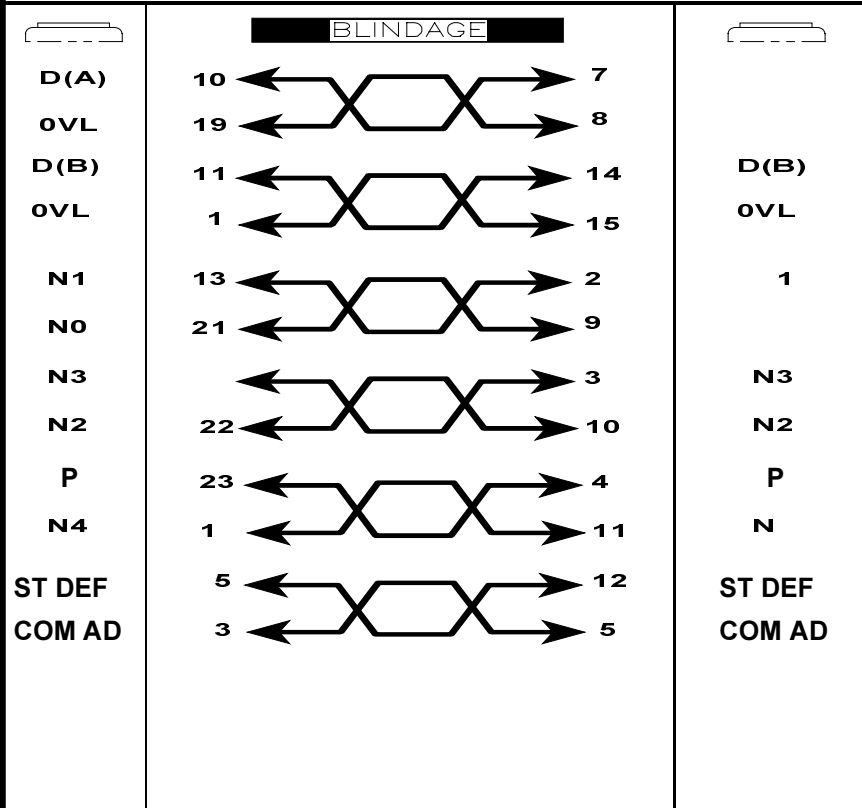 BLINDAGE
D(A) 10 7
0VL 19 8
D(B) 11 14 D(B)
0VL 1 15 0VL
N1 13 2 1
N0 21 9
N3 3 N3
N2 22 10 N2
P 23 4 P
N4 1 11 N
ST DEF 5 12 ST DEF
COM AD 3 5 COM AD